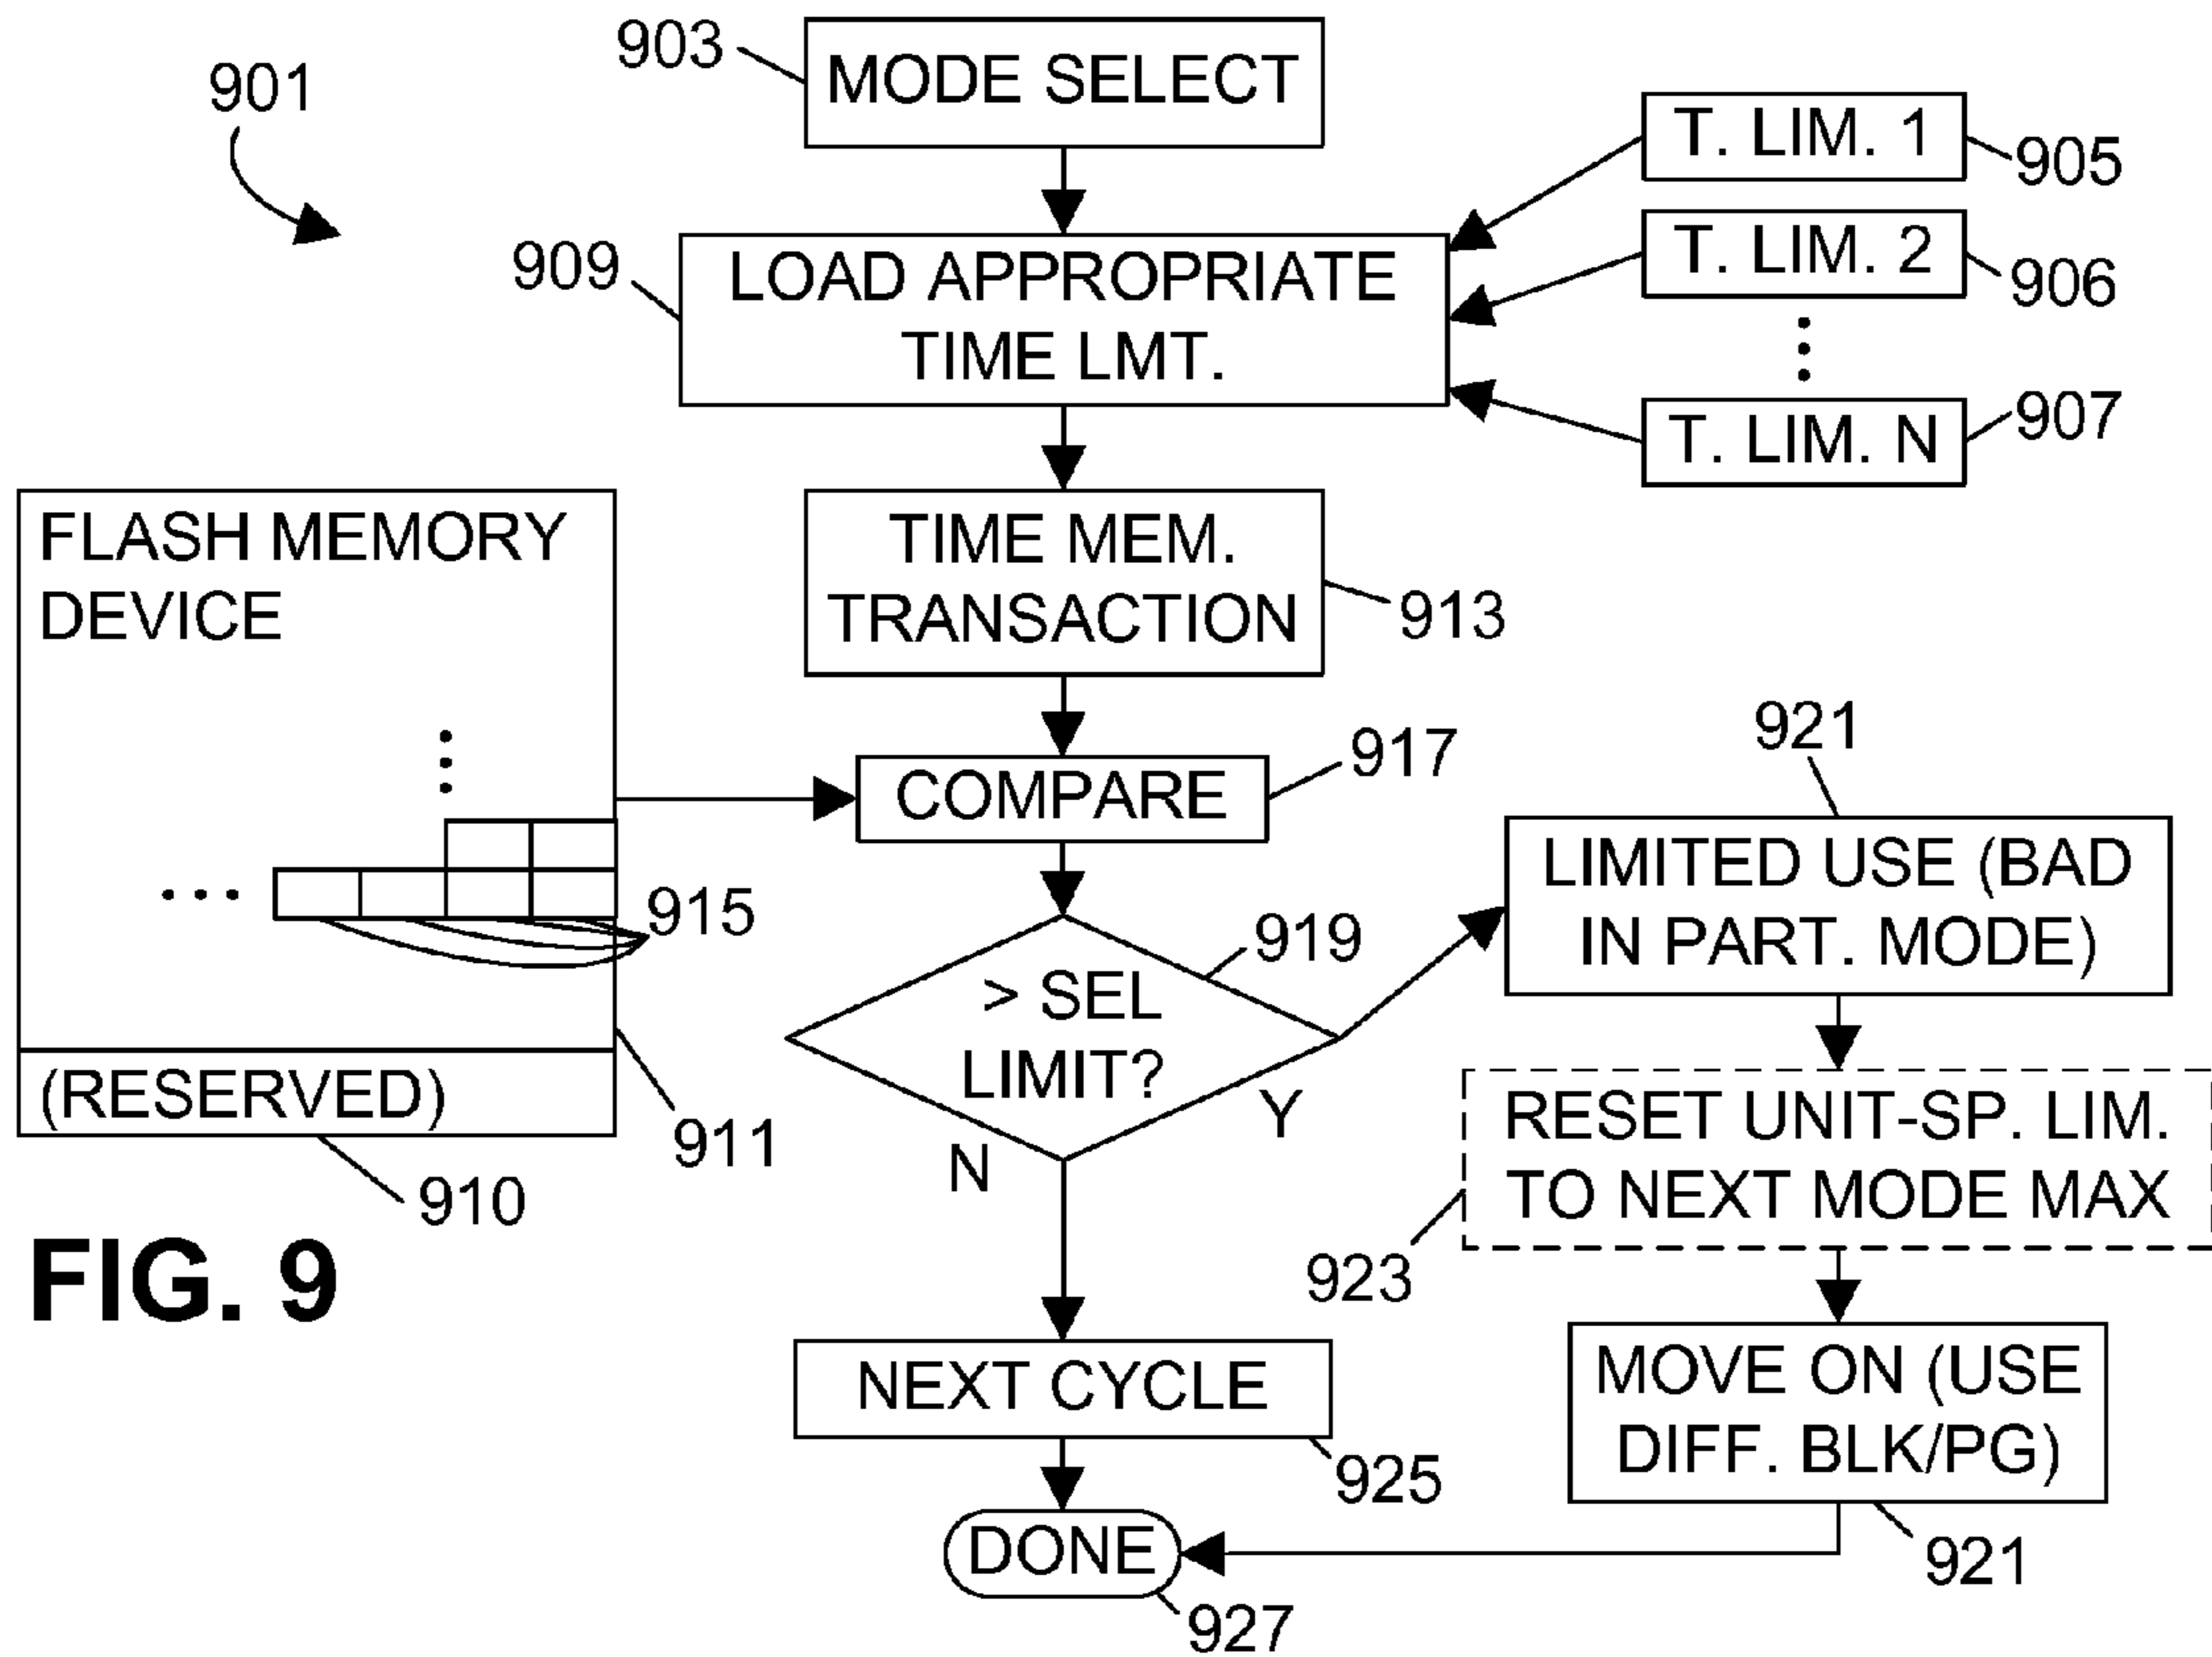 903
MODE SELECT
901
T. LIM. 1
905
909
LOAD APPROPRIATE
TIME LMT.
T. LIM. 2
906
T. LIM. N
907
FLASH MEMORY
DEVICE
TIME MEM.
TRANSACTION
913
COMPARE
917
915
(RESERVED)
911
910
919
> SEL
LIMIT?
Y
N
921
LIMITED USE (BAD
IN PART. MODE)
RESET UNIT-SP. LIM.
TO NEXT MODE MAX
923
MOVE ON (USE
DIFF. BLK/PG)
921
NEXT CYCLE
925
DONE
927
FIG. 9